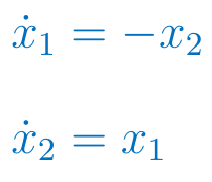 ẋ₁ = −x₂
ẋ₂ = x₁